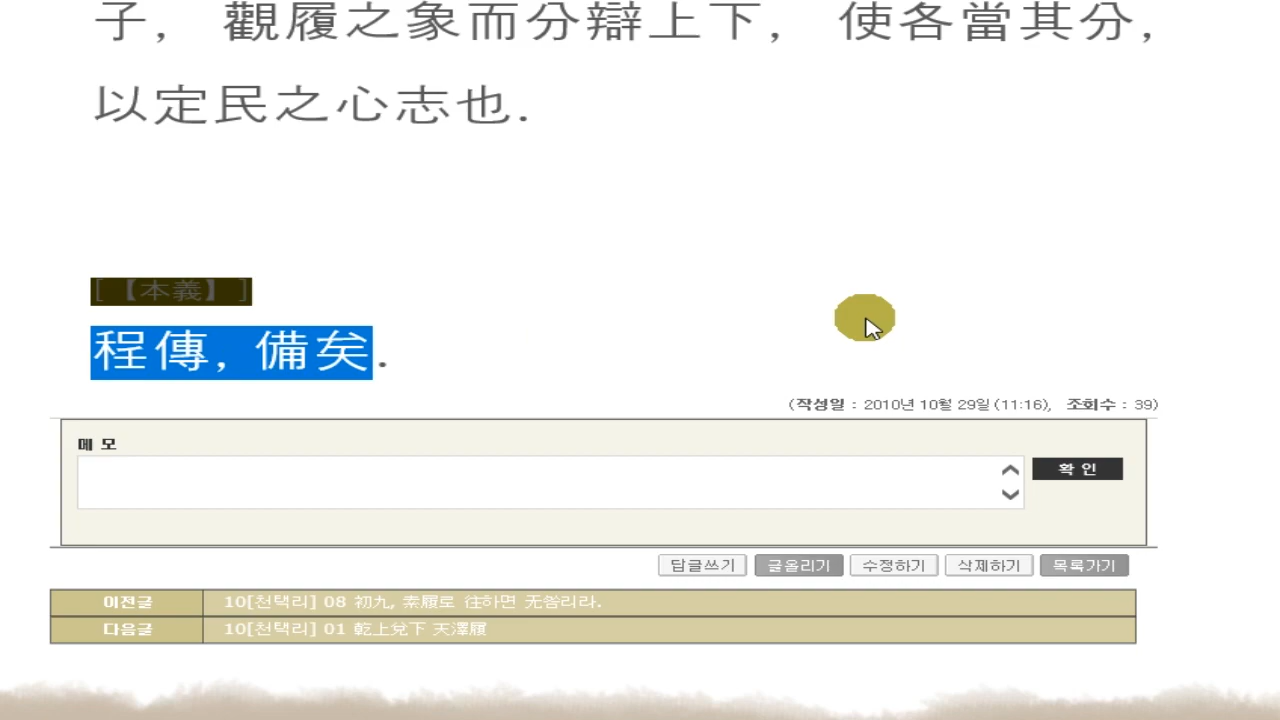 子, 觀履之象而分辯上下, 使各當其分,
以定民之心志也.
[【本義】]
程傳, 備矣.
(작성일 : 2010년 10월 29일 (11:16), 조회수 : 39)
메 모
확 인
답글쓰기 글올리기 수정하기 삭제하기 목록가기
이전글 10[천택리] 08 初九, 素履로 往하면 无咎리라.
다음글 10[천택리] 01 乾上兌下 天澤履